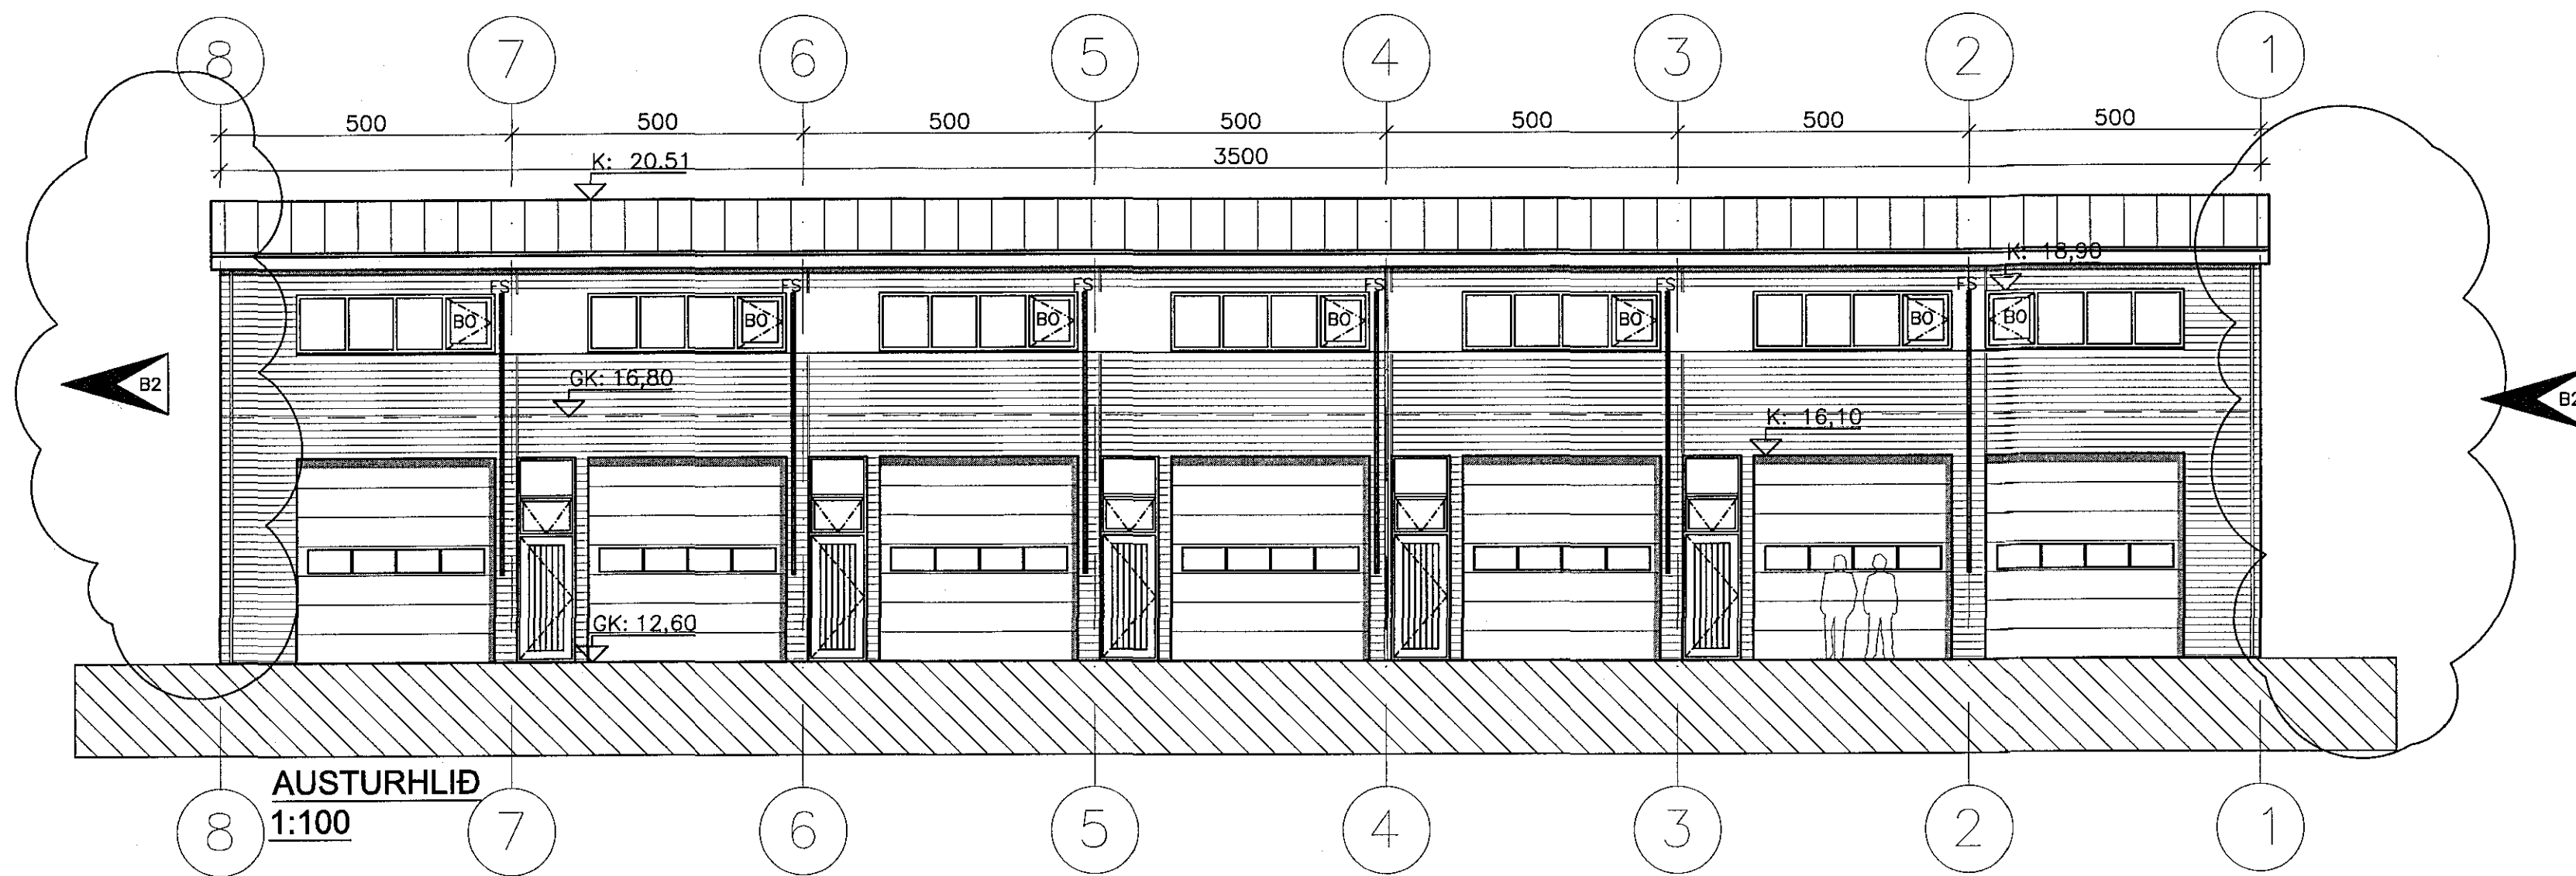 8 7 6 5 4 3 2 1
500 500 500 500 500 500 500
3500
K: 20.51
K: 18,90
FS FS FS FS FS FS
BO BO BO BO BO BO BO
B2 B2
GK: 16,80
K: 16,10
GK: 12,60
AUSTURHLIÐ
1:100
8 7 6 5 4 3 2 1